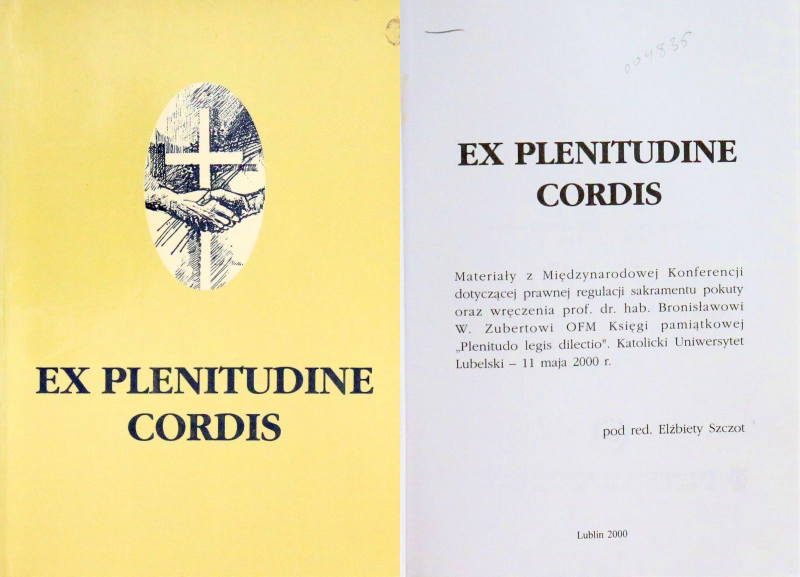 EX PLENITUDINE
CORDIS
004835
EX PLENITUDINE
CORDIS
Materiały z Międzynarodowej Konferencji
dotyczącej prawnej regulacji sakramentu pokuty
oraz wręczenia prof. dr. hab. Bronisławowi
W. Zubertowi OFM Księgi pamiątkowej
„Plenitudo legis dilectio". Katolicki Uniwersytet
Lubelski – 11 maja 2000 r.
pod red. Elżbiety Szczot
Lublin 2000